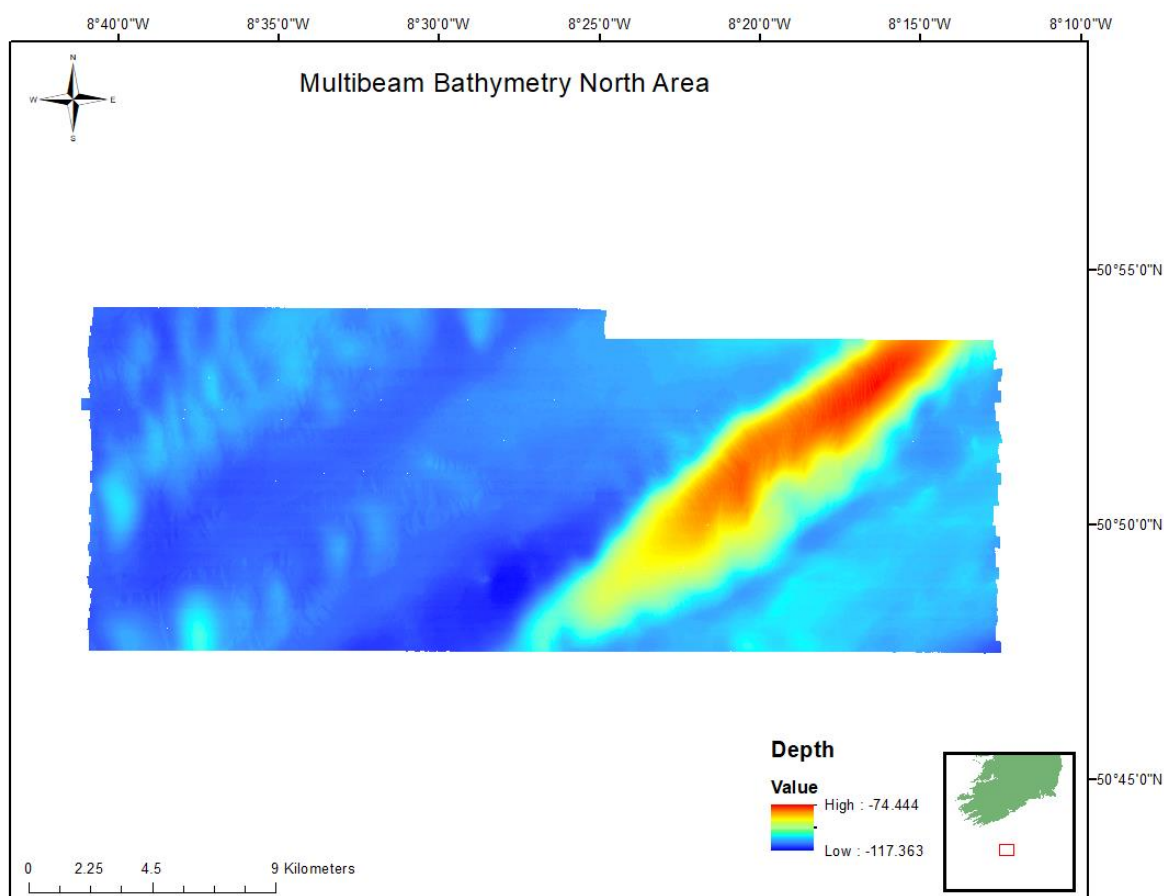 8°40'0"W 8°35'0"W 8°30'0"W 8°25'0"W 8°20'0"W 8°15'0"W 8°10'0"W
N
W E
S
Multibeam Bathymetry North Area
50°55'0"N
50°50'0"N
50°45'0"N
Depth
Value
High : -74.444
Low : -117.363
0 2.25 4.5 9 Kilometers